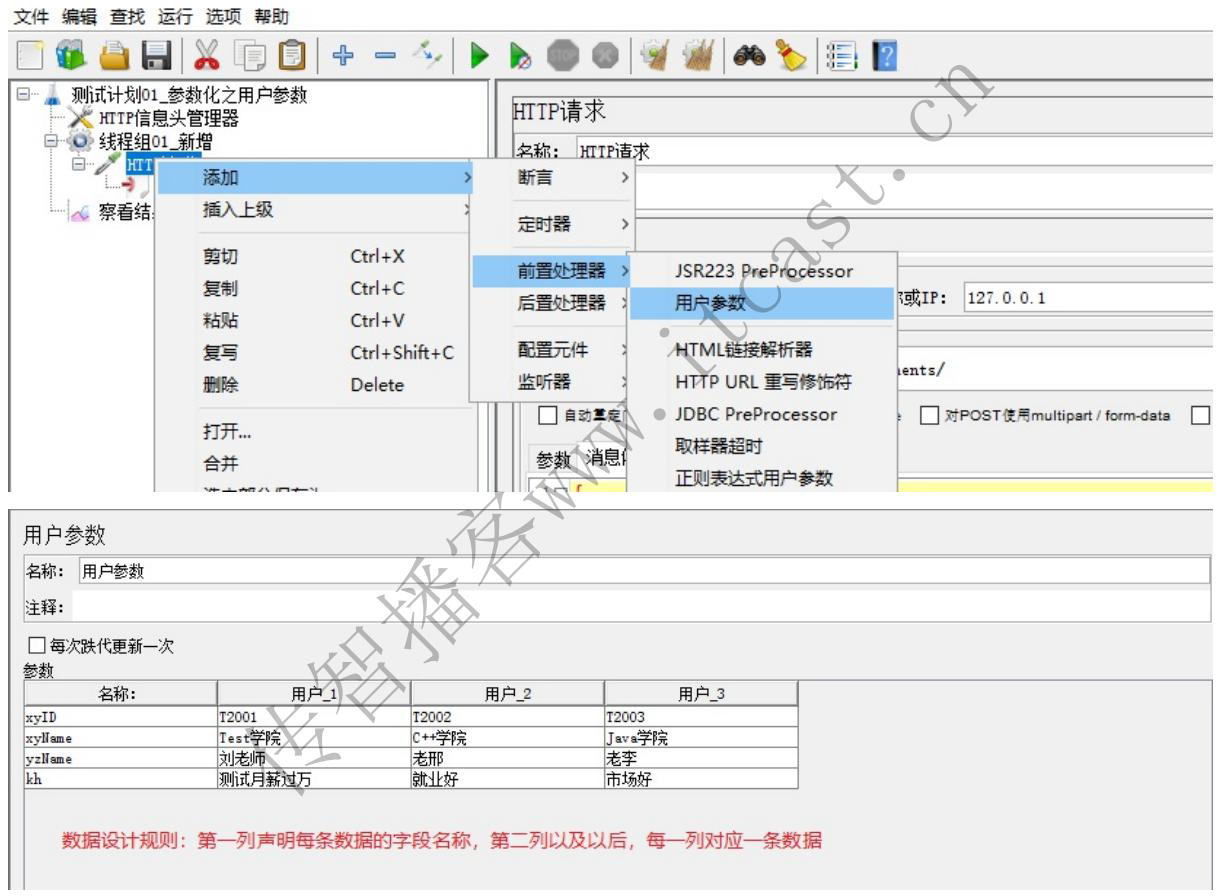 文件 编辑 查找 运行 选项 帮助
测试计划01_参数化之用户参数
HTTP信息头管理器
线程组01_新增
HTT
察看结
HTTP请求
名称： HTTP请求
添加
插入上级
剪切 Ctrl+X
复制 Ctrl+C
粘贴 Ctrl+V
复写 Ctrl+Shift+C
删除 Delete
打开...
合并
断言
定时器
前置处理器
后置处理器
配置元件
监听器
JSR223 PreProcessor
用户参数
HTML链接解析器
HTTP URL 重写修饰符
JDBC PreProcessor
取样器超时
正则表达式用户参数
或IP： 127.0.0.1
ents/
自动重定
对POST使用multipart / form-data
参数 消息
用户参数
名称： 用户参数
注释：
每次跌代更新一次
参数
名称： 用户_1 用户_2 用户_3
xyID T2001 T2002 T2003
xyName Test学院 C++学院 Java学院
yzName 刘老师 老邢 老李
kh 测试月薪过万 就业好 市场好
数据设计规则：第一列声明每条数据的字段名称，第二列以及以后，每一列对应一条数据
传智播客www.itcast.cn